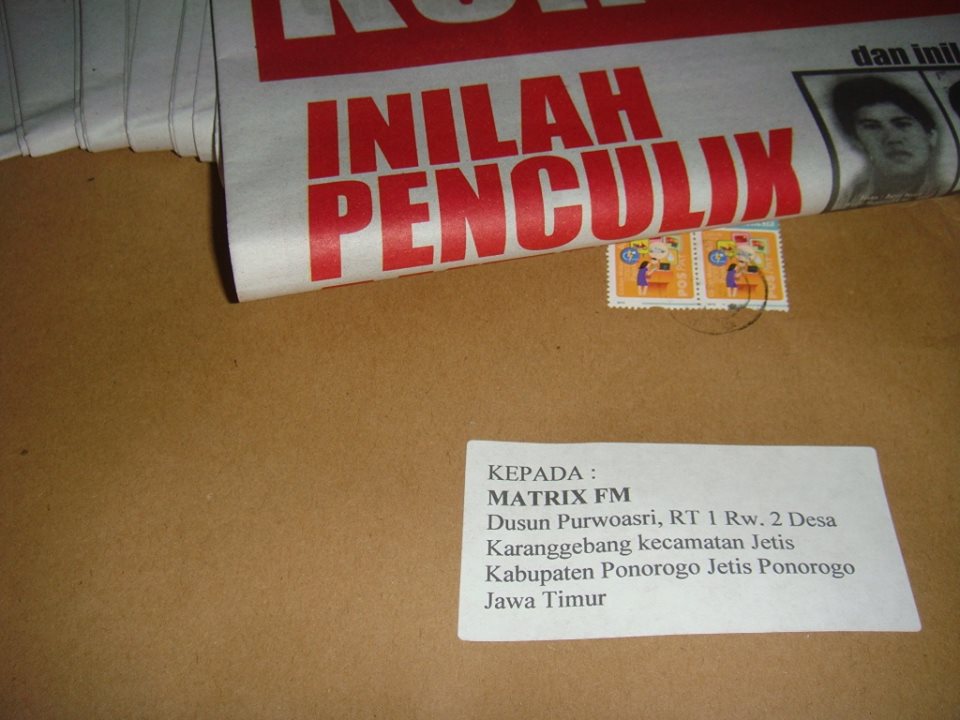 INILAH
PENCULIK
dan inil
KEPADA :
MATRIX FM
Dusun Purwoasri, RT 1 Rw. 2 Desa
Karanggebang kecamatan Jetis
Kabupaten Ponorogo Jetis Ponorogo
Jawa Timur